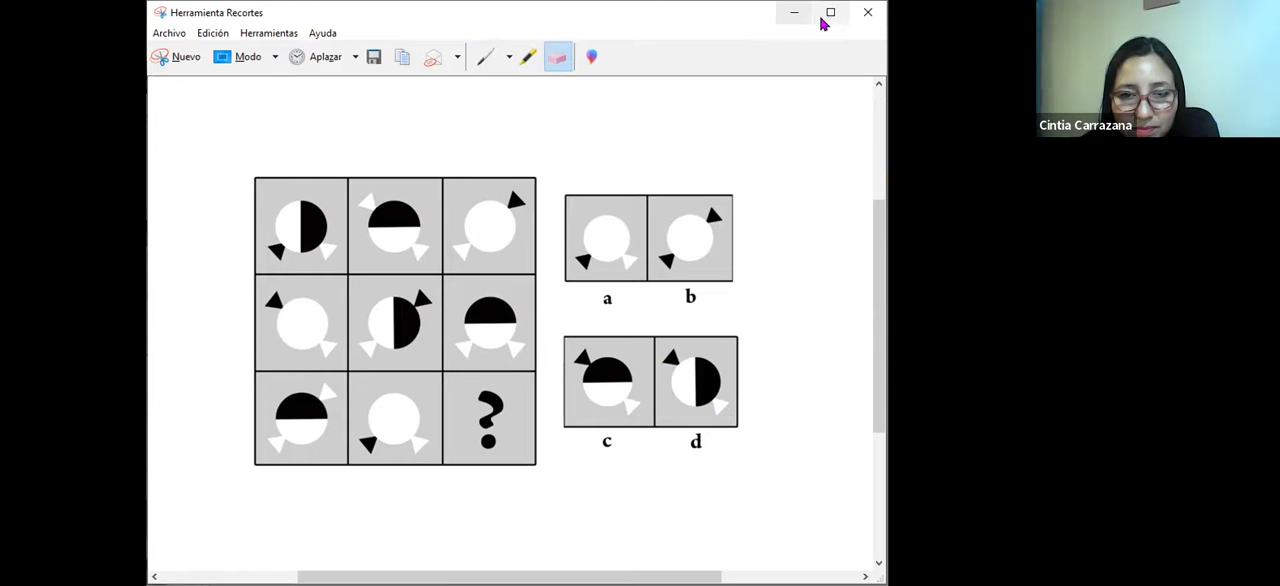 Herramienta Recortes
Archivo Edición Herramientas Ayuda
Nuevo Modo Aplazar
Cintia Carrazana
?
a b
c d